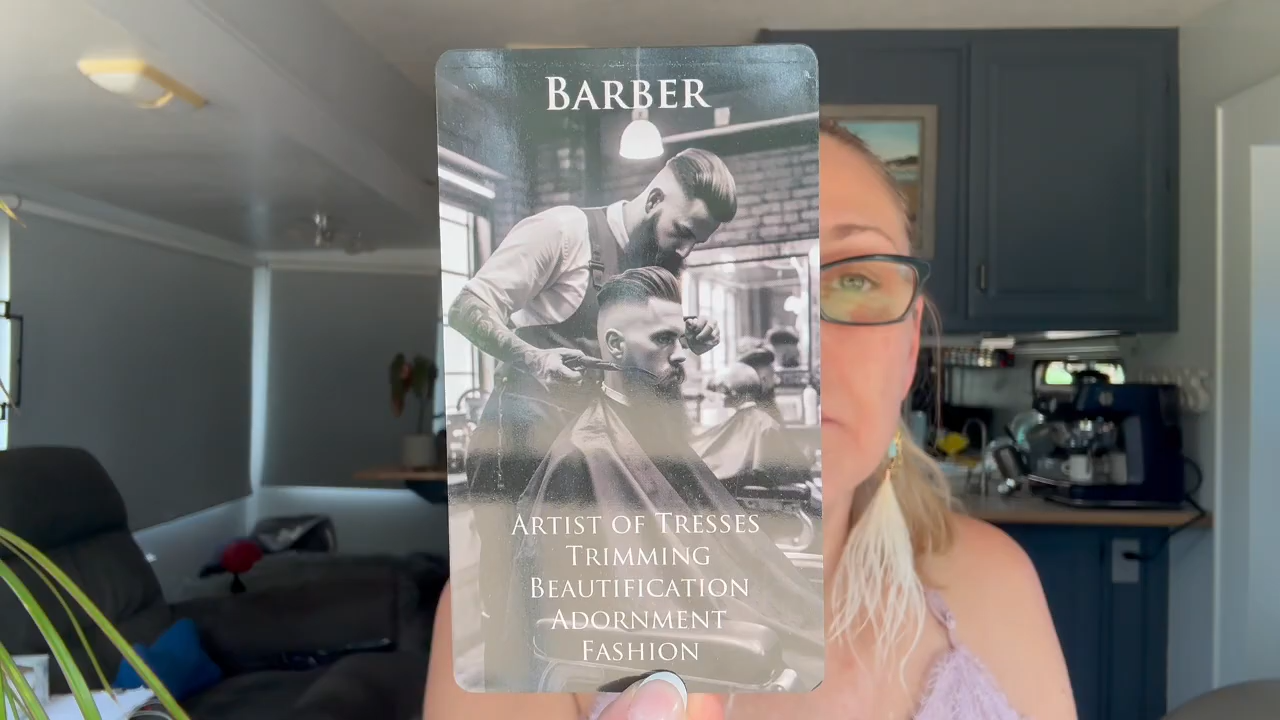 BARBER
ARTIST OF TRESSES
TRIMMING
BEAUTIFICATION
ADORNMENT
FASHION